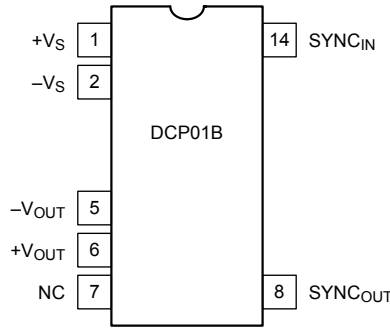 +VS 1 14 SYNCIN
−VS 2
DCP01B
−VOUT 5
+VOUT 6
NC 7 8 SYNCOUT